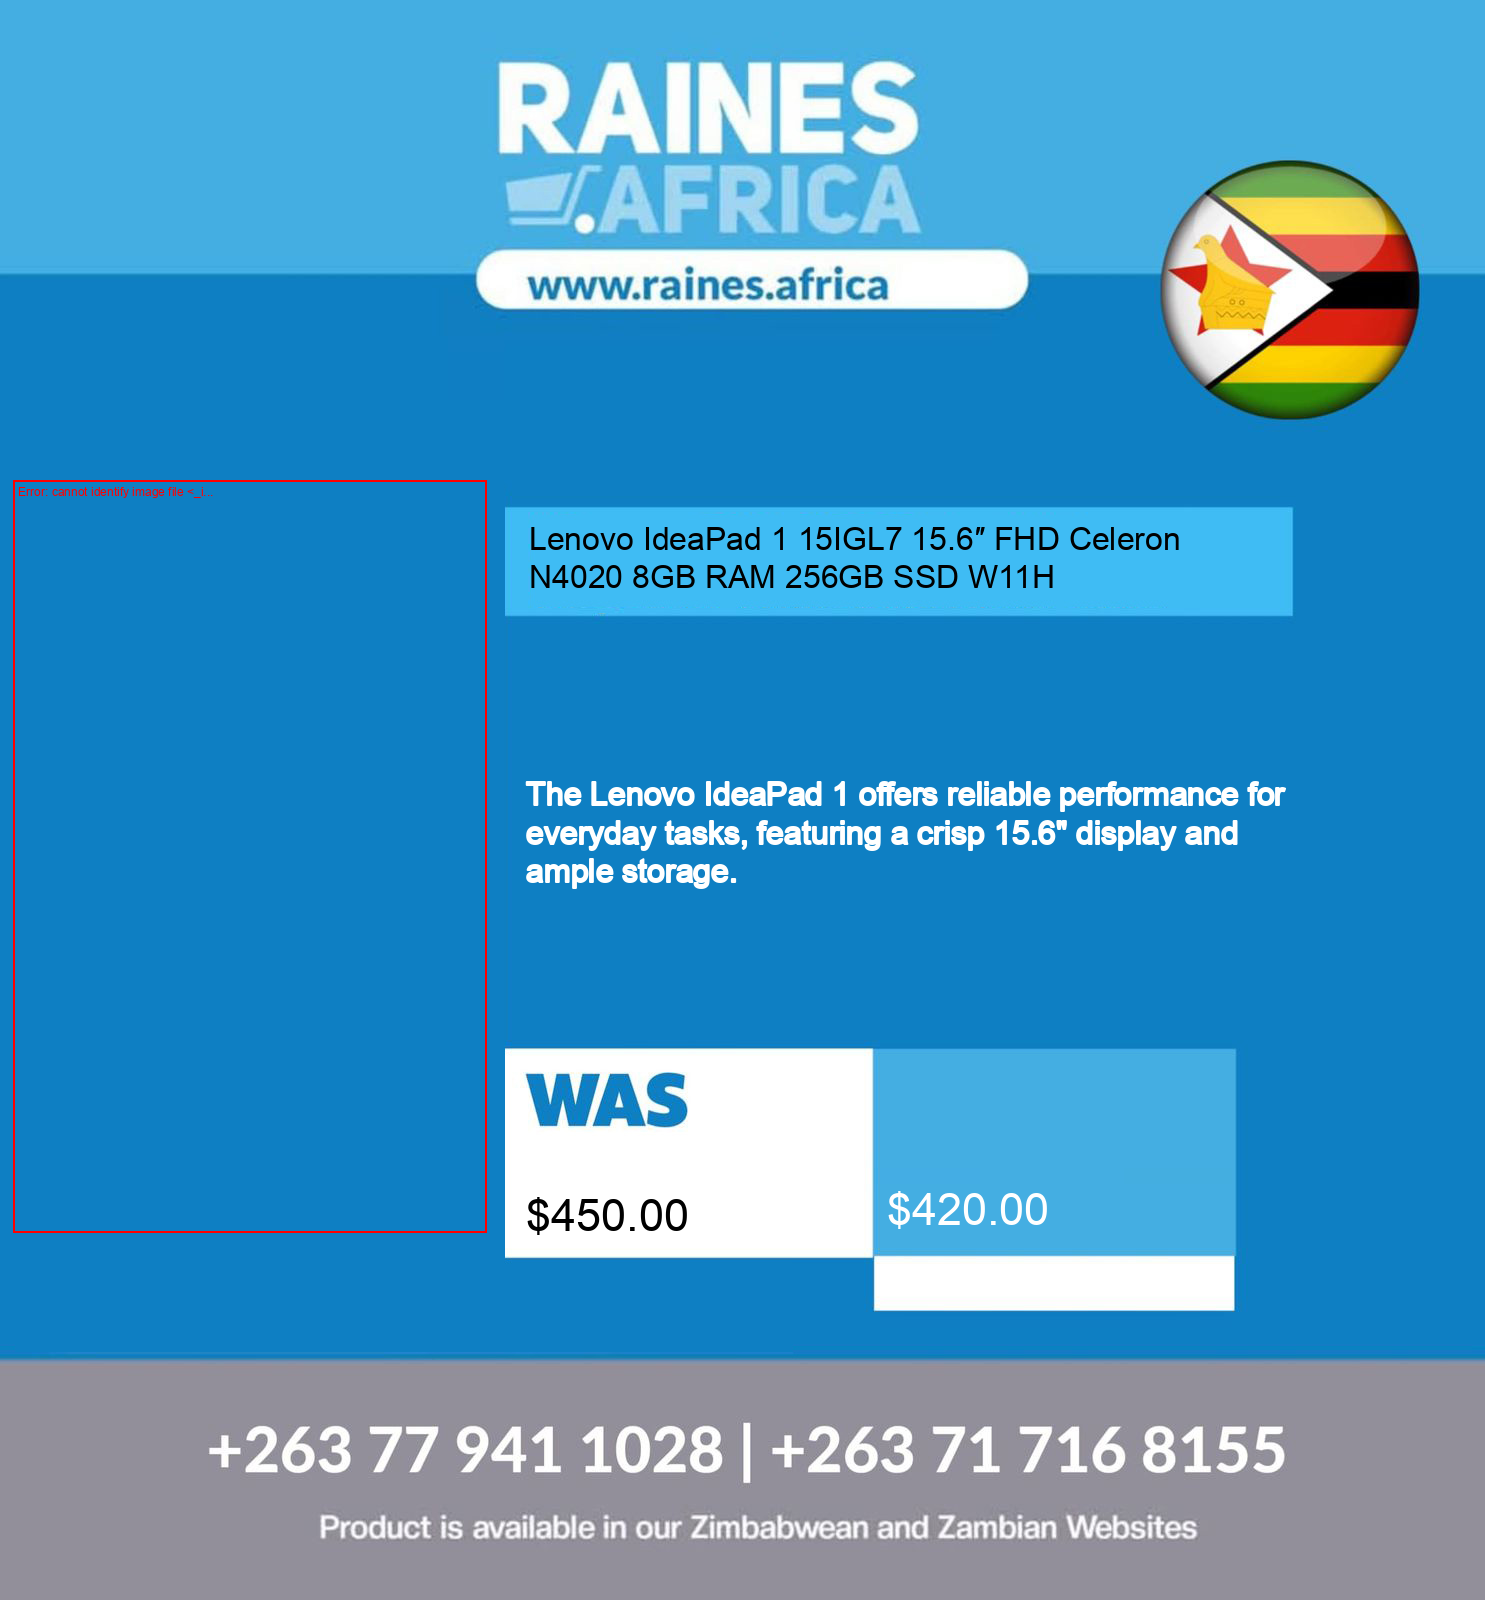 RAINES
.AFRICA
www.raines.africa
Error: cannot identify image file <_i...
Lenovo IdeaPad 1 15IGL7 15.6″ FHD Celeron
N4020 8GB RAM 256GB SSD W11H
The Lenovo IdeaPad 1 offers reliable performance for
everyday tasks, featuring a crisp 15.6" display and
ample storage.
WAS
$450.00
$420.00
+263 77 941 1028 | +263 71 716 8155
Product is available in our Zimbabwean and Zambian Websites